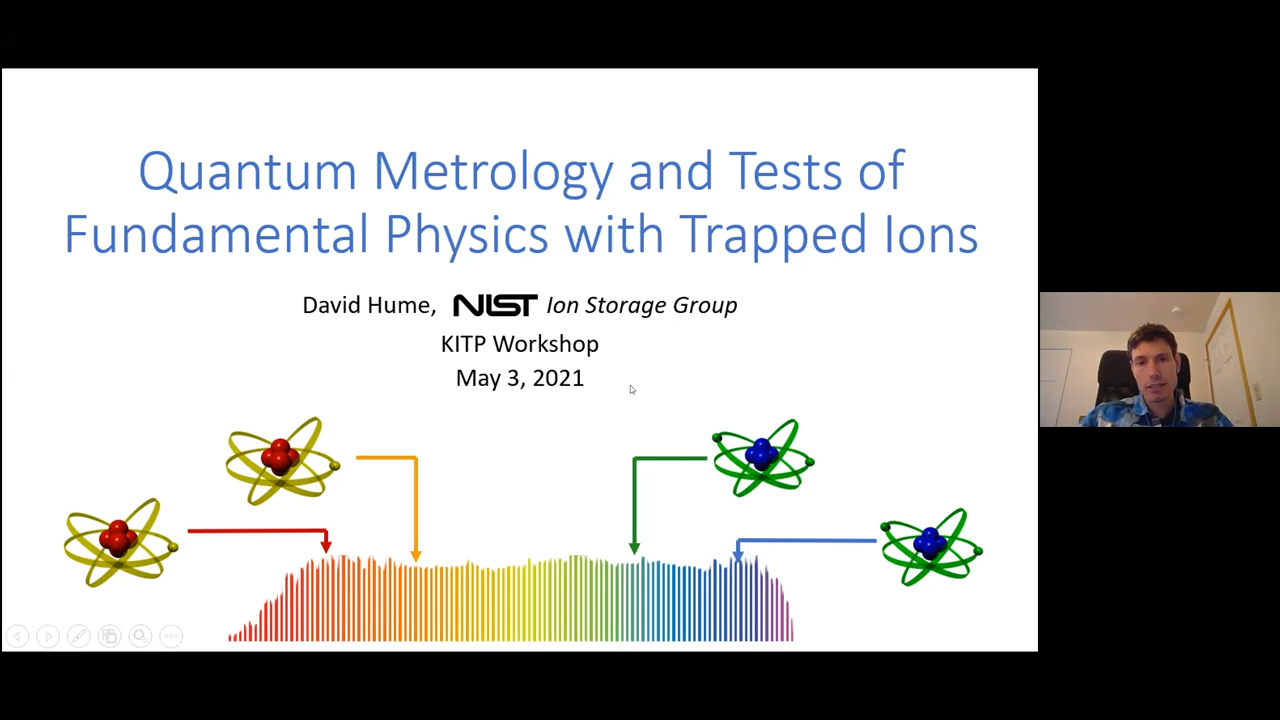 Quantum Metrology and Tests of
Fundamental Physics with Trapped Ions
David Hume, NIST Ion Storage Group
KITP Workshop
May 3, 2021